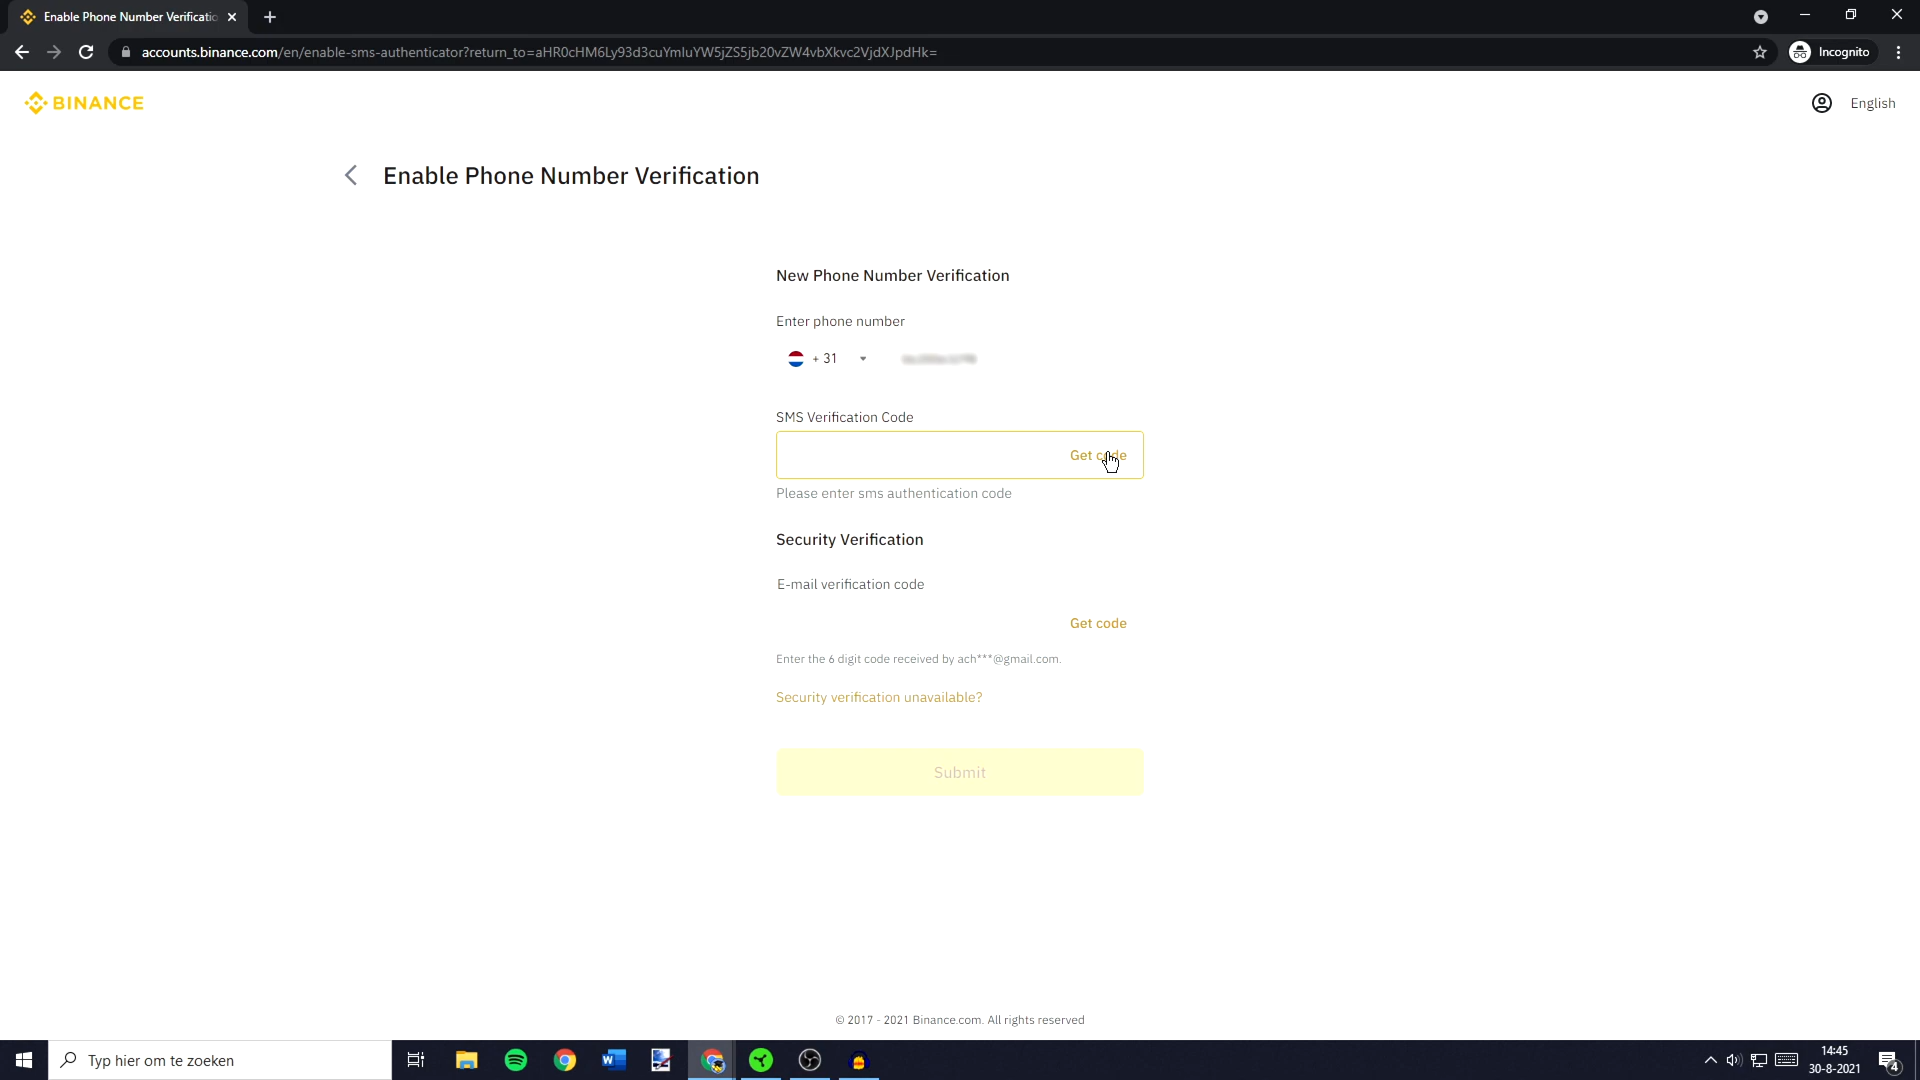 Enable Phone Number Verificatio
accounts.binance.com/en/enable-sms-authenticator?return_to=aHR0cHM6Ly93d3cuYmluYW5jZS5jb20vZW4vbXkvc2VjdXJpdHk=
Incognito
BINANCE
English
Enable Phone Number Verification
New Phone Number Verification
Enter phone number
+ 31
SMS Verification Code
Get code
Please enter sms authentication code
Security Verification
E-mail verification code
Get code
Enter the 6 digit code received by ach***@gmail.com.
Security verification unavailable?
Submit
© 2017 - 2021 Binance.com. All rights reserved
Typ hier om te zoeken
14:45
30-8-2021
4